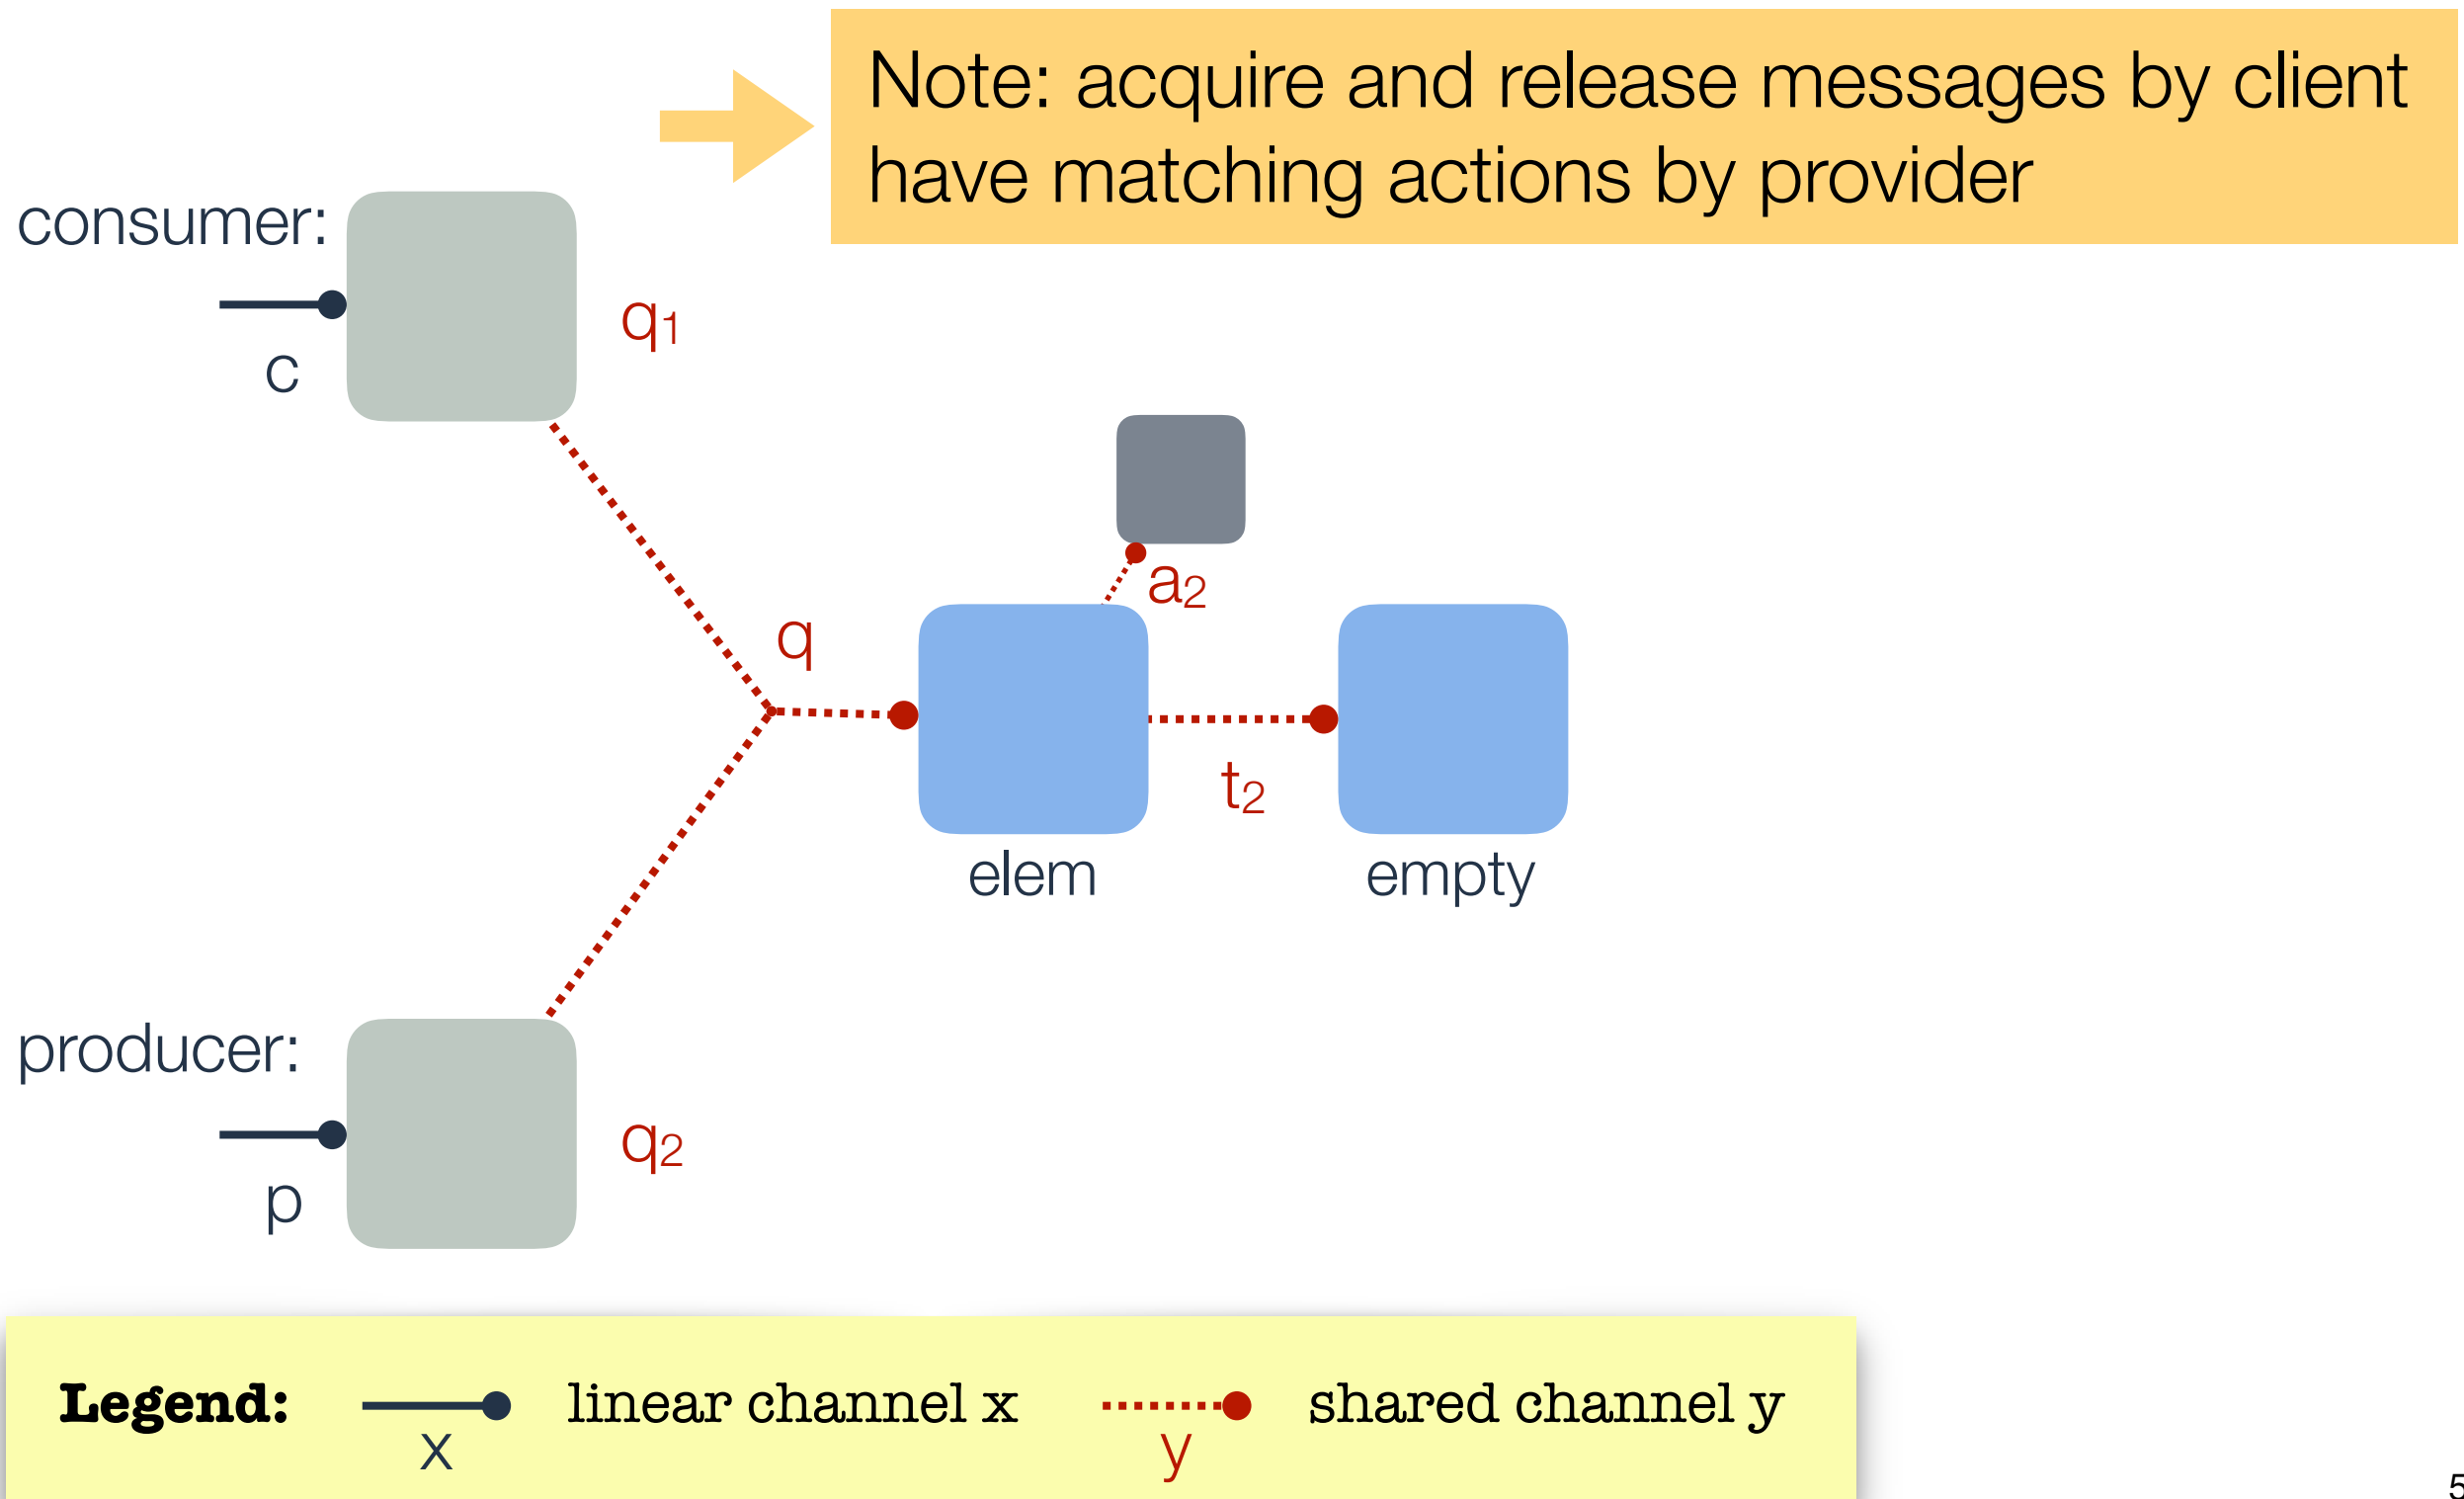 Note: acquire and release messages by client
have matching actions by provider
consumer:
c
q1
a2
q
t2
elem
empty
producer:
q2
p
Legend:
linear channel x
shared channel y
x
y
5